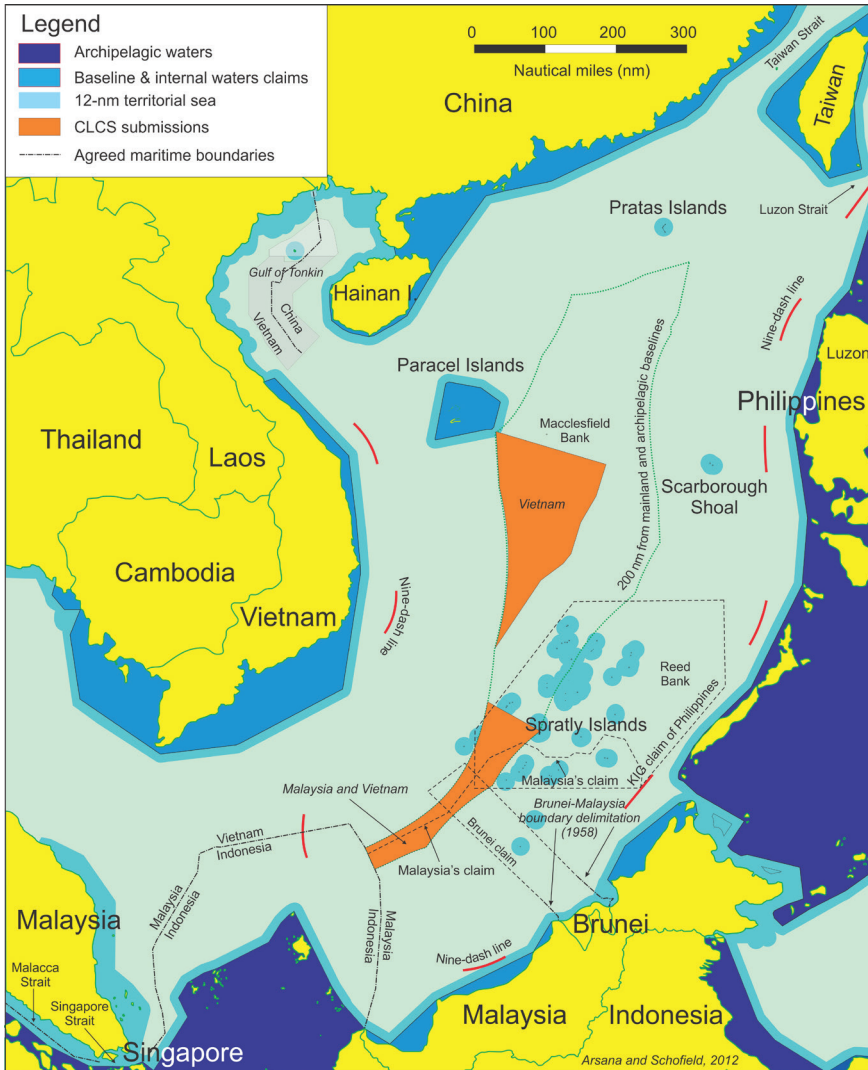 Legend
Archipelagic waters
Baseline & internal waters claims
12-nm territorial sea
CLCS submissions
Agreed maritime boundaries
0 100 200 300
Nautical miles (nm)
Taiwan Strait
China
Taiwan
Luzon Strait
Pratas Islands
Gulf of Tonkin
Hainan I.
China
Vietnam
Nine-dash line
Luzon
Paracel Islands
Philippines
200 nm from mainland and archipelagic baselines
Macclesfield
Bank
Thailand
Laos
Scarborough
Shoal
Vietnam
Cambodia
Vietnam
Nine-dash line
Reed
Bank
Spratly Islands
KIG claim of Philippines
Malaysia's claim
Malaysia and Vietnam
Brunei-Malaysia
boundary delimitation
(1958)
Vietnam
Indonesia
Brunei claim
Malaysia's claim
Malaysia
Indonesia
Malaysia
Indonesia
Malaysia
Brunei
Nine-dash line
Malacca
Strait
Singapore
Strait
Malaysia
Indonesia
Singapore
Arsana and Schofield, 2012